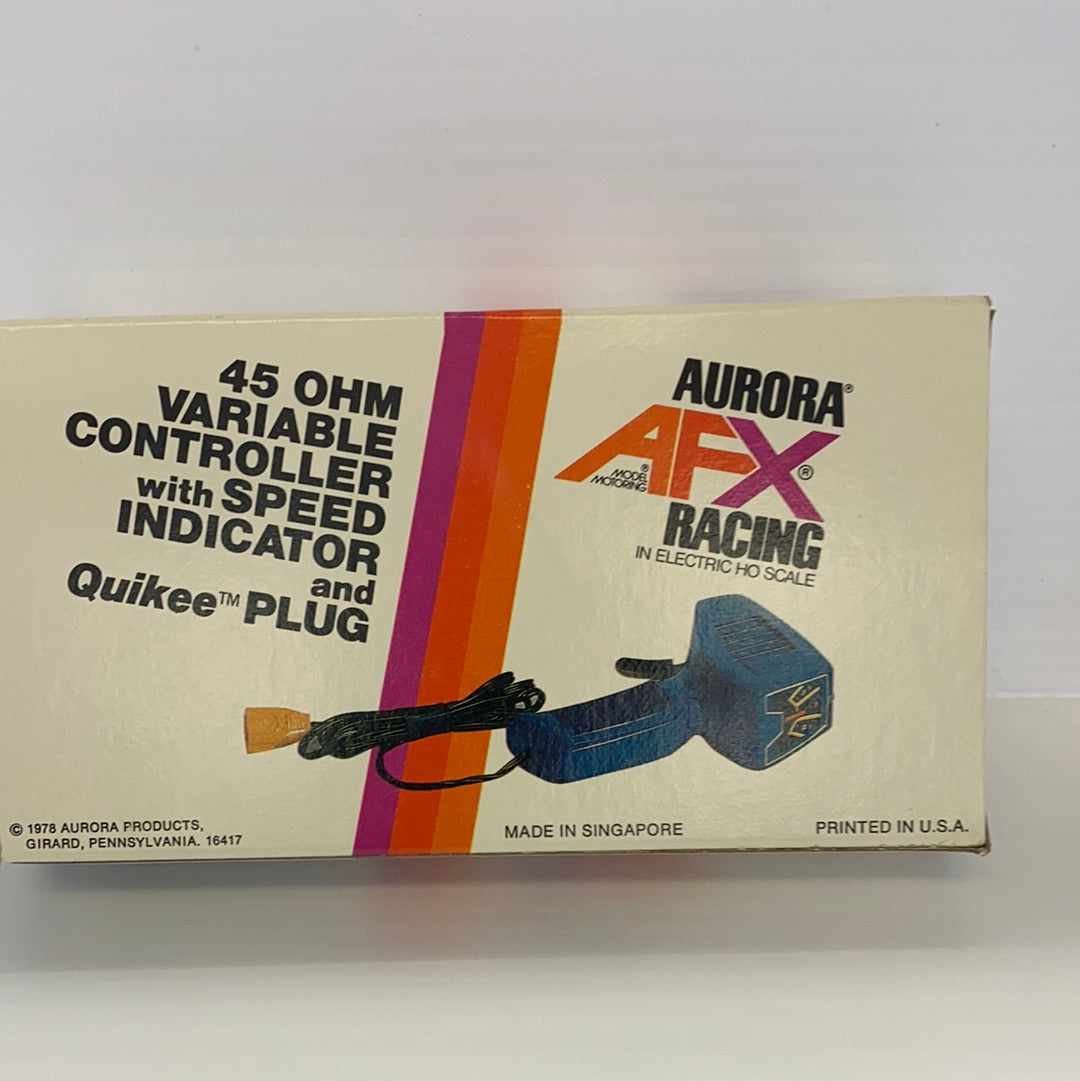 45 OHM
VARIABLE
CONTROLLER
with SPEED
INDICATOR
and
Quikee™ PLUG
AURORA®
AFX®
MODEL®
MOTORING
RACING
IN ELECTRIC HO SCALE
© 1978 AURORA PRODUCTS,
GIRARD, PENNSYLVANIA. 16417
MADE IN SINGAPORE
PRINTED IN U.S.A.